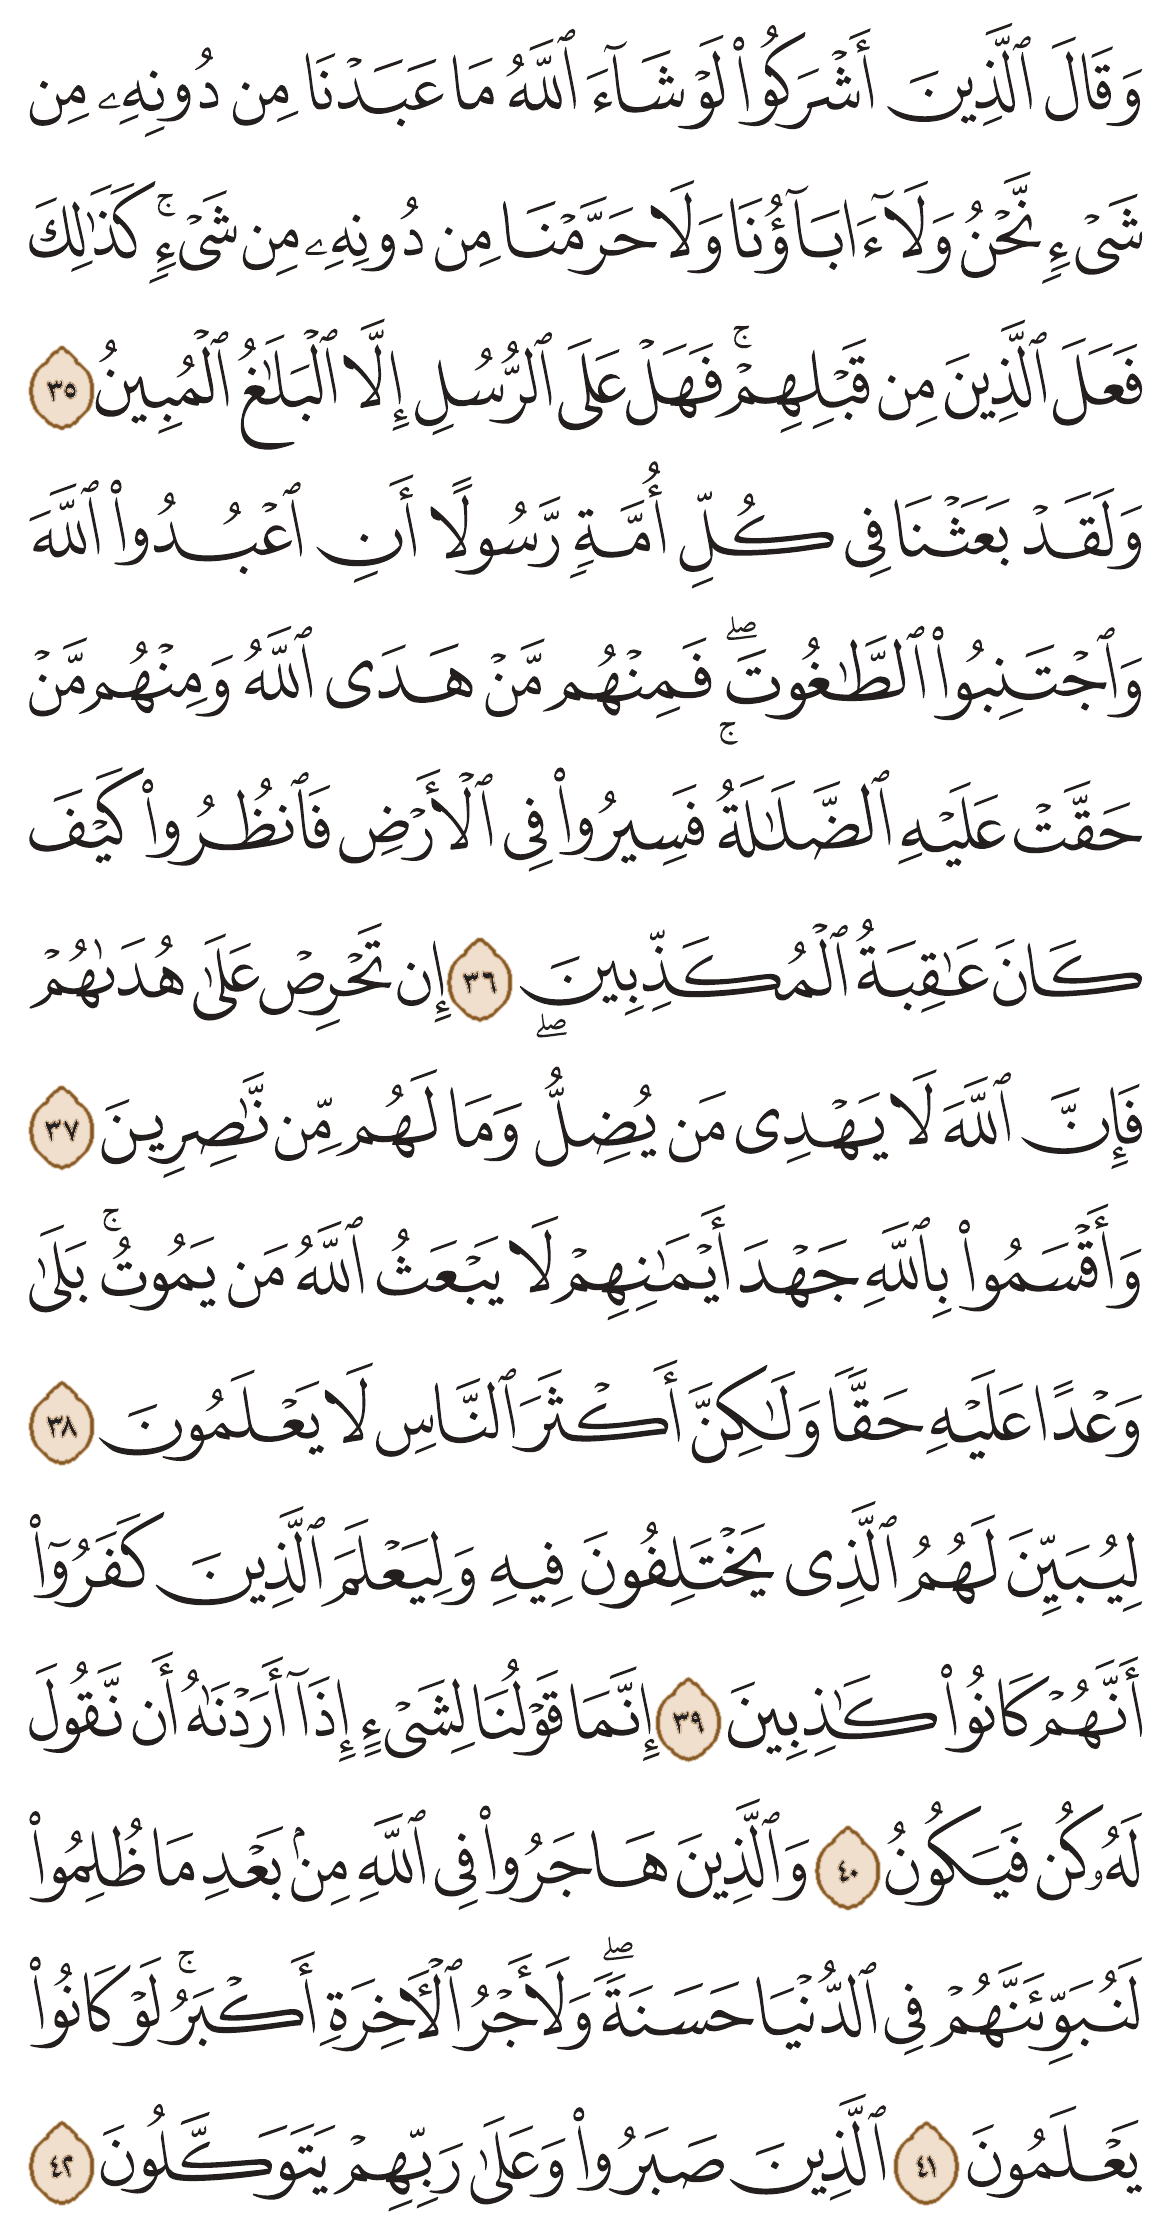 وَقَالَ ٱلَّذِينَ أَشْرَكُوا۟ لَوْ شَآءَ ٱللَّهُ مَا عَبَدْنَا مِن دُونِهِۦ مِن
شَىْءٍ نَّحْنُ وَلَآ ءَابَآؤُنَا وَلَا حَرَّمْنَا مِن دُونِهِۦ مِن شَىْءٍ ۚ كَذَٰلِكَ
فَعَلَ ٱلَّذِينَ مِن قَبْلِهِمْ ۚ فَهَلْ عَلَى ٱلرُّسُلِ إِلَّا ٱلْبَلَٰغُ ٱلْمُبِينُ ٣٥
وَلَقَدْ بَعَثْنَا فِى كُلِّ أُمَّةٍ رَّسُولًا أَنِ ٱعْبُدُوا۟ ٱللَّهَ
وَٱجْتَنِبُوا۟ ٱلطَّٰغُوتَ ۖ فَمِنْهُم مَّنْ هَدَى ٱللَّهُ وَمِنْهُم مَّنْ
حَقَّتْ عَلَيْهِ ٱلضَّلَٰلَةُ ۚ فَسِيرُوا۟ فِى ٱلْأَرْضِ فَٱنظُرُوا۟ كَيْفَ
كَانَ عَٰقِبَةُ ٱلْمُكَذِّبِينَ ٣٦ إِن تَحْرِصْ عَلَىٰ هُدَىٰهُمْ
فَإِنَّ ٱللَّهَ لَا يَهْدِى مَن يُضِلُّ ۖ وَمَا لَهُم مِّن نَّٰصِرِينَ ٣٧
وَأَقْسَمُوا۟ بِٱللَّهِ جَهْدَ أَيْمَٰنِهِمْ لَا يَبْعَثُ ٱللَّهُ مَن يَمُوتُ ۚ بَلَىٰ
وَعْدًا عَلَيْهِ حَقًّا وَلَٰكِنَّ أَكْثَرَ ٱلنَّاسِ لَا يَعْلَمُونَ ٣٨
لِيُبَيِّنَ لَهُمُ ٱلَّذِى يَخْتَلِفُونَ فِيهِ وَلِيَعْلَمَ ٱلَّذِينَ كَفَرُوٓا۟
أَنَّهُمْ كَانُوا۟ كَٰذِبِينَ ٣٩ إِنَّمَا قَوْلُنَا لِشَىْءٍ إِذَآ أَرَدْنَٰهُ أَن نَّقُولَ
لَهُۥ كُن فَيَكُونُ ٤٠ وَٱلَّذِينَ هَاجَرُوا۟ فِى ٱللَّهِ مِنۢ بَعْدِ مَا ظُلِمُوا۟
لَنُبَوِّئَنَّهُمْ فِى ٱلدُّنْيَا حَسَنَةً ۖ وَلَأَجْرُ ٱلْءَاخِرَةِ أَكْبَرُ ۚ لَوْ كَانُوا۟
يَعْلَمُونَ ٤١ ٱلَّذِينَ صَبَرُوا۟ وَعَلَىٰ رَبِّهِمْ يَتَوَكَّلُونَ ٤٢